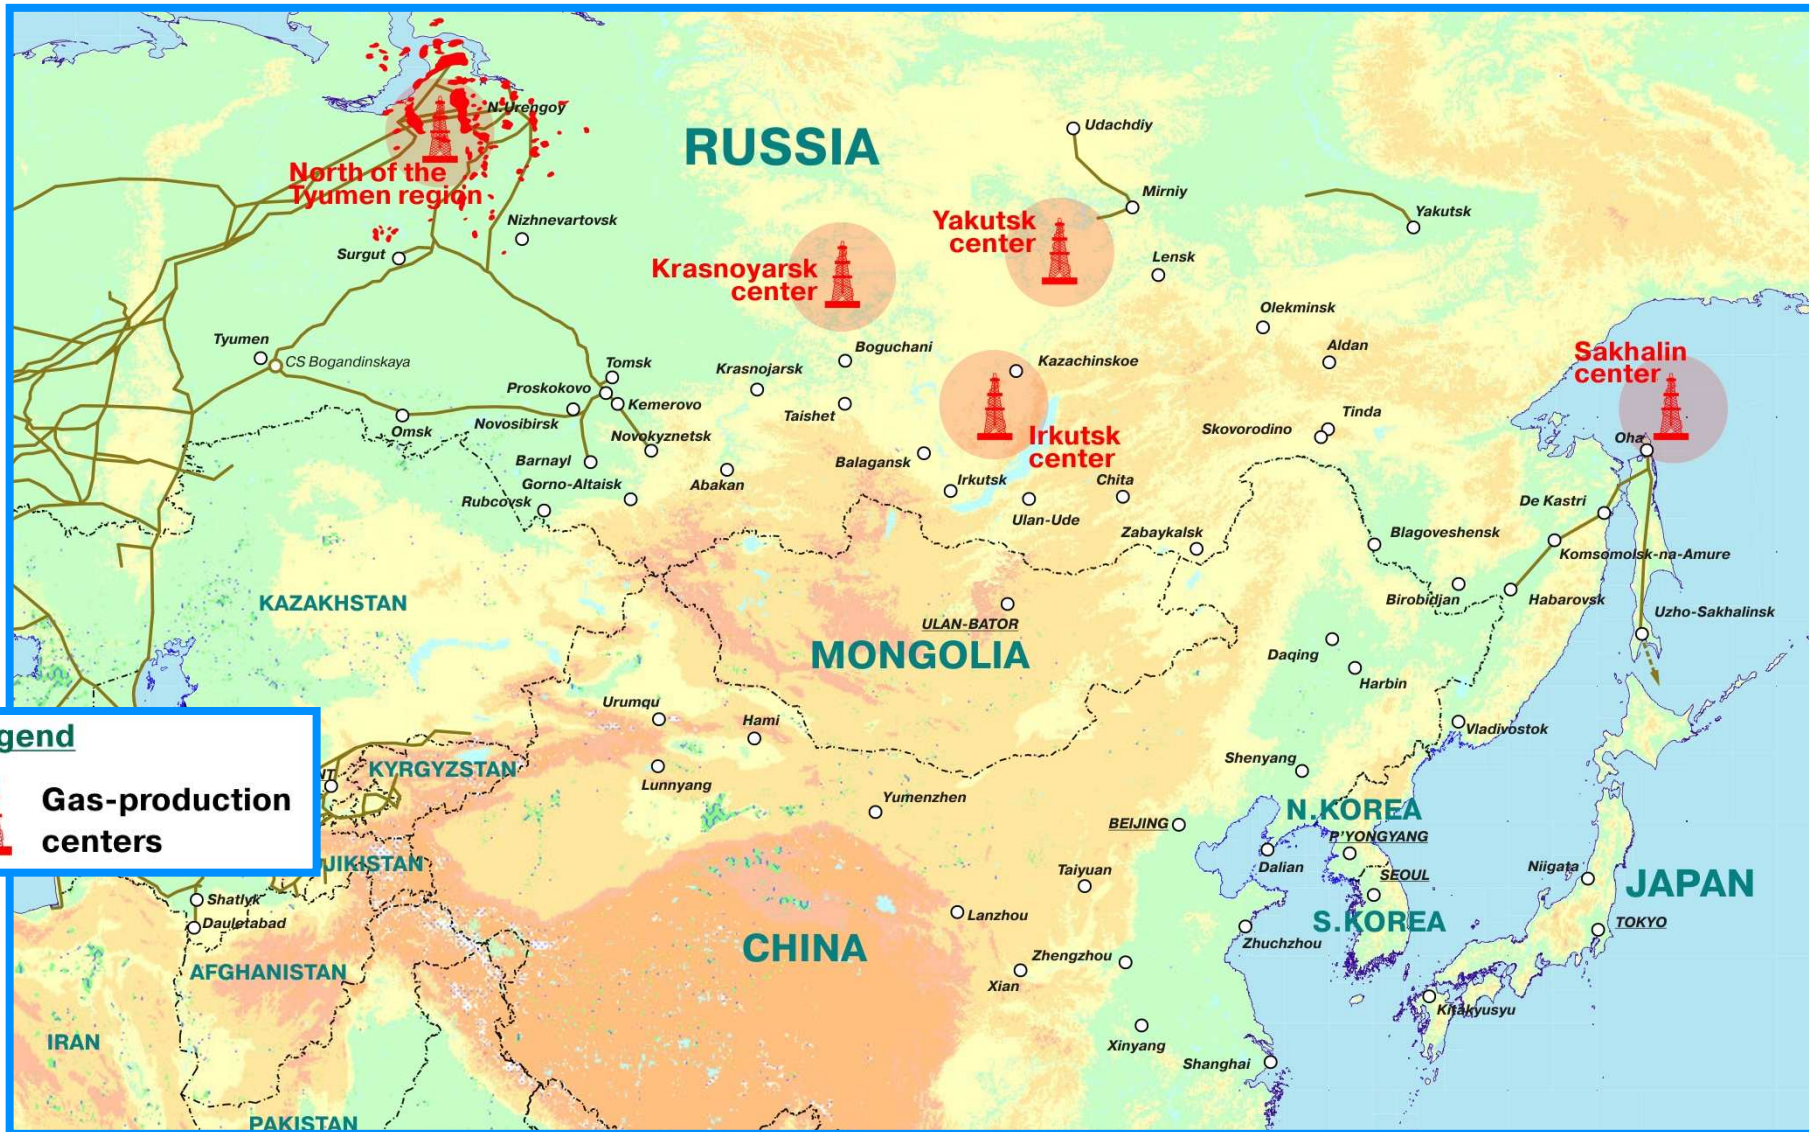 N.Urengoy
RUSSIA
Udachdiy
North of the
Tyumen region
Mirniy
Yakutsk
center
Yakutsk
Nizhnevartovsk
Surgut
Krasnoyarsk
center
Lensk
Olekminsk
Tyumen
CS Bogandinskaya
Tomsk
Boguchani
Kazachinskoe
Aldan
Sakhalin
center
Krasnojarsk
Proskokovo
Kemerovo
Taishet
Omsk
Novosibirsk
Novokyznetsk
Tinda
Skovorodino
Oha
Irkutsk
center
Barnayl
Balagansk
Gorno-Altaisk
Abakan
Irkutsk
Chita
Rubcovsk
Ulan-Ude
De Kastri
Zabaykalsk
Blagoveshensk
Komsomolsk-na-Amure
KAZAKHSTAN
Birobidjan
Habarovsk
ULAN-BATOR
Uzho-Sakhalinsk
MONGOLIA
Daqing
Harbin
Urumqu
Hami
Vladivostok
gend
Gas-production
centers
NT
KYRGYZSTAN
Lunnyang
Shenyang
Yumenzhen
BEIJING
N.KOREA
P'YONGYANG
JIKISTAN
Dalian
SEOUL
Taiyuan
Niigata
JAPAN
Shatlyk
Dauletabad
Lanzhou
S.KOREA
TOKYO
CHINA
Zhuchzhou
Zhengzhou
AFGHANISTAN
Xian
Kitakyusyu
IRAN
Xinyang
Shanghai
PAKISTAN